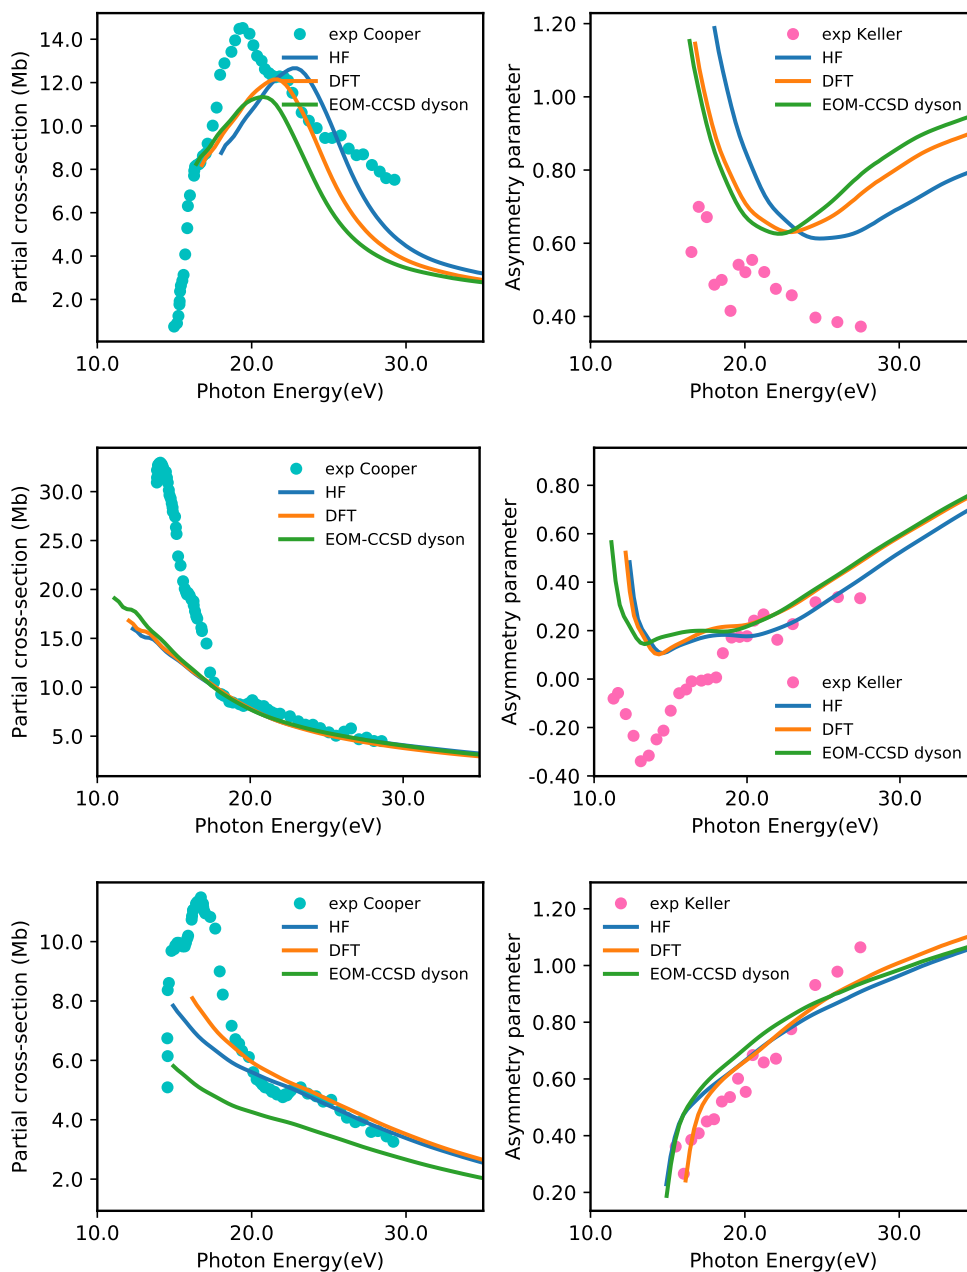 Partial cross-section (Mb)
14.0
12.0
10.0
8.0
6.0
4.0
2.0
10.0 20.0 30.0
Photon Energy(eV)
exp Cooper
HF
DFT
EOM-CCSD dyson
Asymmetry parameter
1.20
1.00
0.80
0.60
0.40
10.0 20.0 30.0
Photon Energy(eV)
exp Keller
HF
DFT
EOM-CCSD dyson
Partial cross-section (Mb)
30.0
25.0
20.0
15.0
10.0
5.0
10.0 20.0 30.0
Photon Energy(eV)
exp Cooper
HF
DFT
EOM-CCSD dyson
Asymmetry parameter
0.80
0.60
0.40
0.20
0.00
-0.20
-0.40
10.0 20.0 30.0
Photon Energy(eV)
exp Keller
HF
DFT
EOM-CCSD dyson
Partial cross-section (Mb)
10.0
8.0
6.0
4.0
2.0
10.0 20.0 30.0
Photon Energy(eV)
exp Cooper
HF
DFT
EOM-CCSD dyson
Asymmetry parameter
1.20
1.00
0.80
0.60
0.40
0.20
10.0 20.0 30.0
Photon Energy(eV)
exp Keller
HF
DFT
EOM-CCSD dyson